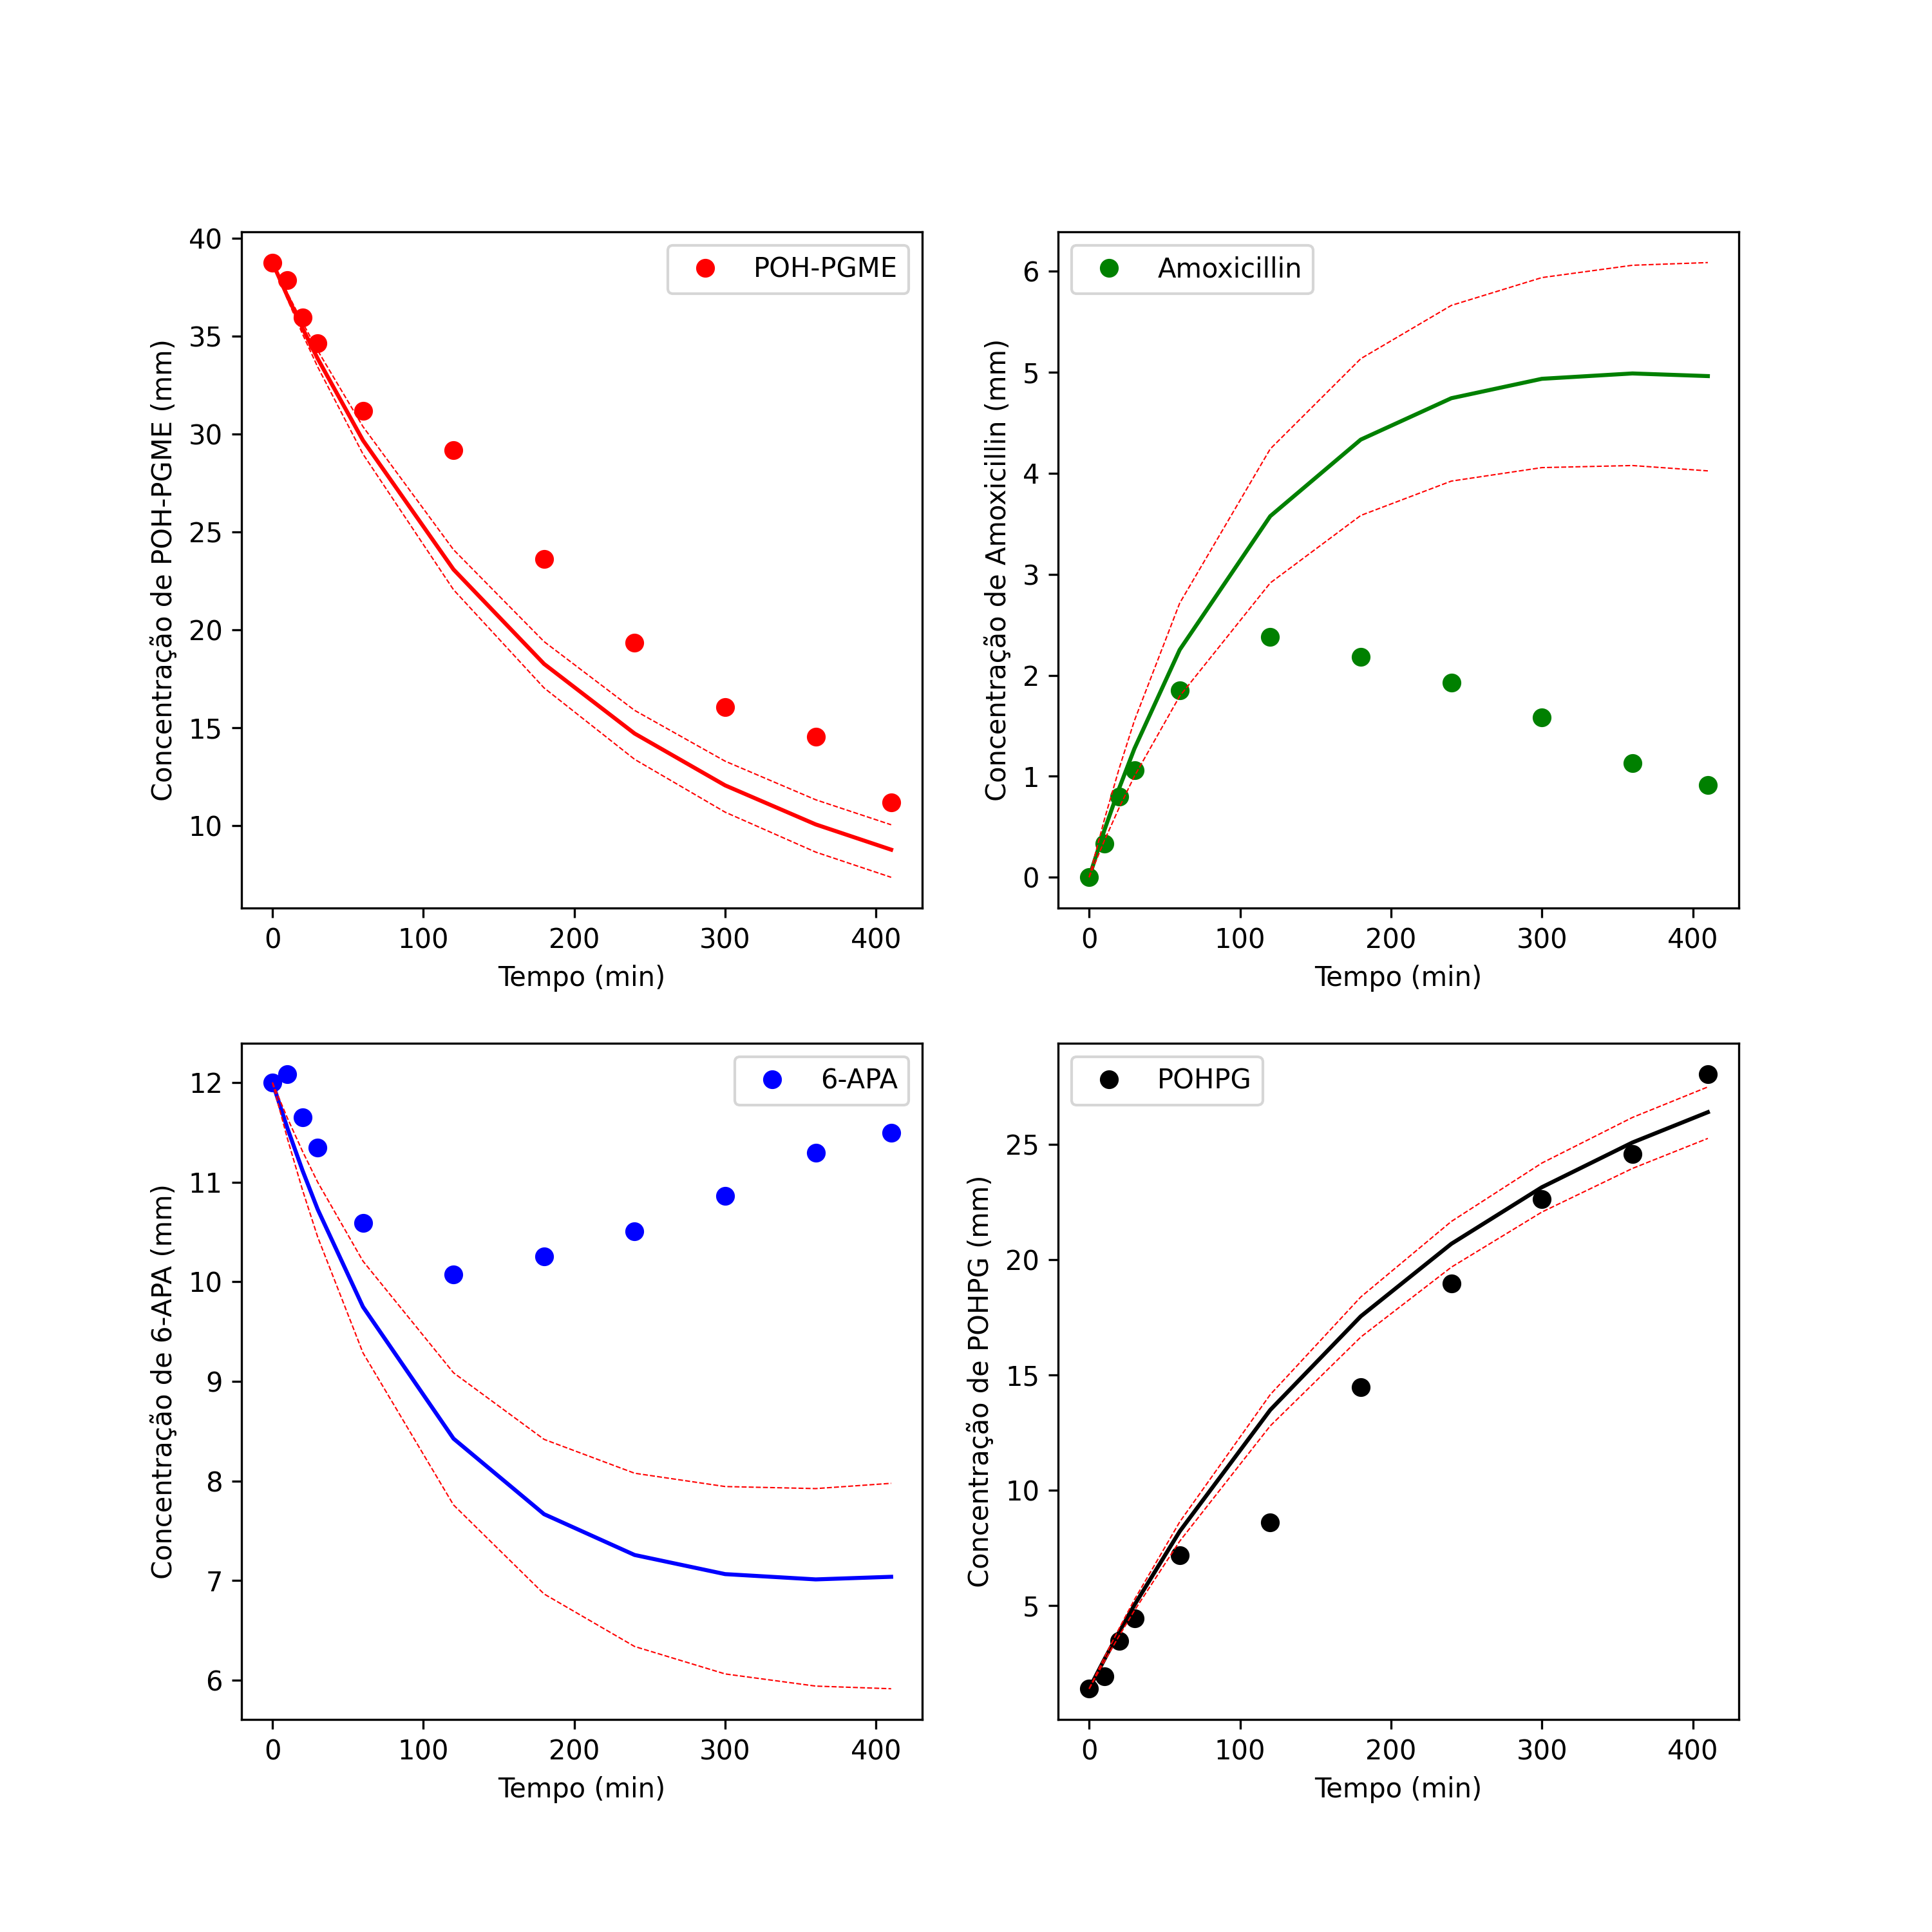 POH-PGME
Concentração de POH-PGME (mm)
40
35
30
25
20
15
10
0 100 200 300 400
Tempo (min)
Amoxicillin
Concentração de Amoxicillin (mm)
6
5
4
3
2
1
0
0 100 200 300 400
Tempo (min)
6-APA
Concentração de 6-APA (mm)
12
11
10
9
8
7
6
0 100 200 300 400
Tempo (min)
POHPG
Concentração de POHPG (mm)
25
20
15
10
5
0 100 200 300 400
Tempo (min)